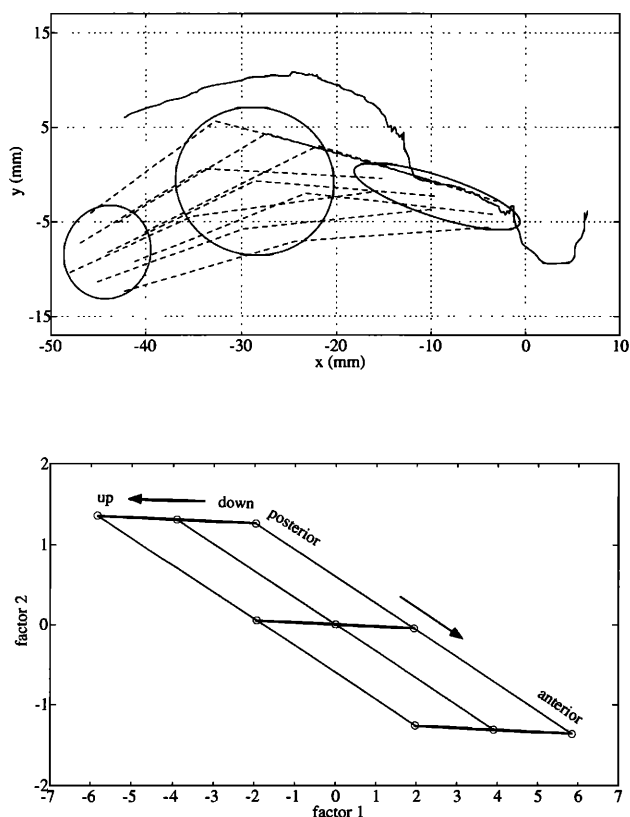 15
5
-5
-15
y (mm)
-50 -40 -30 -20 -10 0 10
x (mm)
2
1
0
-1
-2
factor 2
up down
posterior
anterior
-7 -6 -5 -4 -3 -2 -1 0 1 2 3 4 5 6 7
factor 1